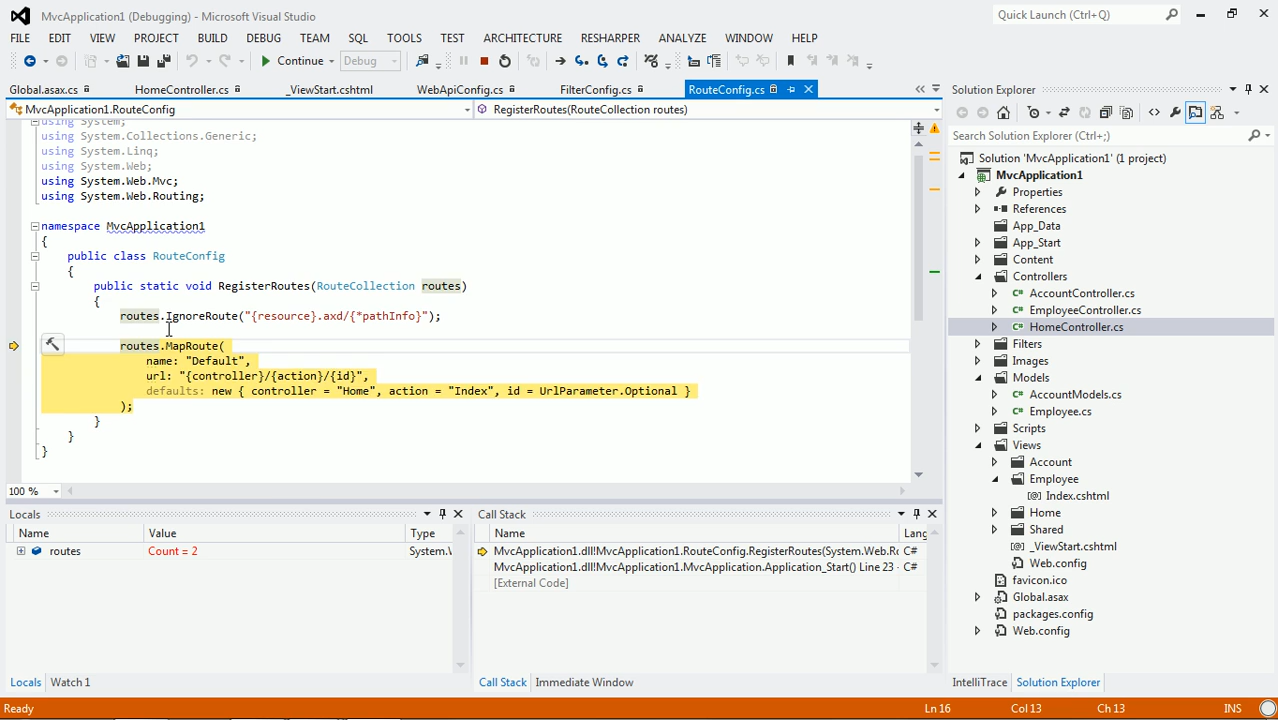 MvcApplication1 (Debugging) - Microsoft Visual Studio
Quick Launch (Ctrl+Q)
FILE EDIT VIEW PROJECT BUILD DEBUG TEAM SQL TOOLS TEST ARCHITECTURE RESHARPER ANALYZE WINDOW HELP
Continue Debug
Global.asax.cs HomeController.cs _ViewStart.cshtml WebApiConfig.cs FilterConfig.cs RouteConfig.cs
MvcApplication1.RouteConfig RegisterRoutes(RouteCollection routes)
using System;
using System.Collections.Generic;
using System.Linq;
using System.Web;
using System.Web.Mvc;
using System.Web.Routing;
namespace MvcApplication1
{
public class RouteConfig
{
public static void RegisterRoutes(RouteCollection routes)
{
routes.IgnoreRoute("{resource}.axd/{*pathInfo}");
routes.MapRoute(
name: "Default",
url: "{controller}/{action}/{id}",
defaults: new { controller = "Home", action = "Index", id = UrlParameter.Optional }
);
}
}
}
100 %
Locals
Name Value Type
routes Count = 2 System.W
Locals Watch 1
Call Stack
Name Lang
MvcApplication1.dll!MvcApplication1.RouteConfig.RegisterRoutes(System.Web.Ro C#
MvcApplication1.dll!MvcApplication1.MvcApplication.Application_Start() Line 23 C#
[External Code]
Call Stack Immediate Window
Solution Explorer
Search Solution Explorer (Ctrl+;)
Solution 'MvcApplication1' (1 project)
MvcApplication1
Properties
References
App_Data
App_Start
Content
Controllers
C# AccountController.cs
C# EmployeeController.cs
C# HomeController.cs
Filters
Images
Models
C# AccountModels.cs
C# Employee.cs
Scripts
Views
Account
Employee
Index.cshtml
Home
Shared
_ViewStart.cshtml
Web.config
favicon.ico
Global.asax
packages.config
Web.config
IntelliTrace Solution Explorer
Ready Ln 16 Col 13 Ch 13 INS